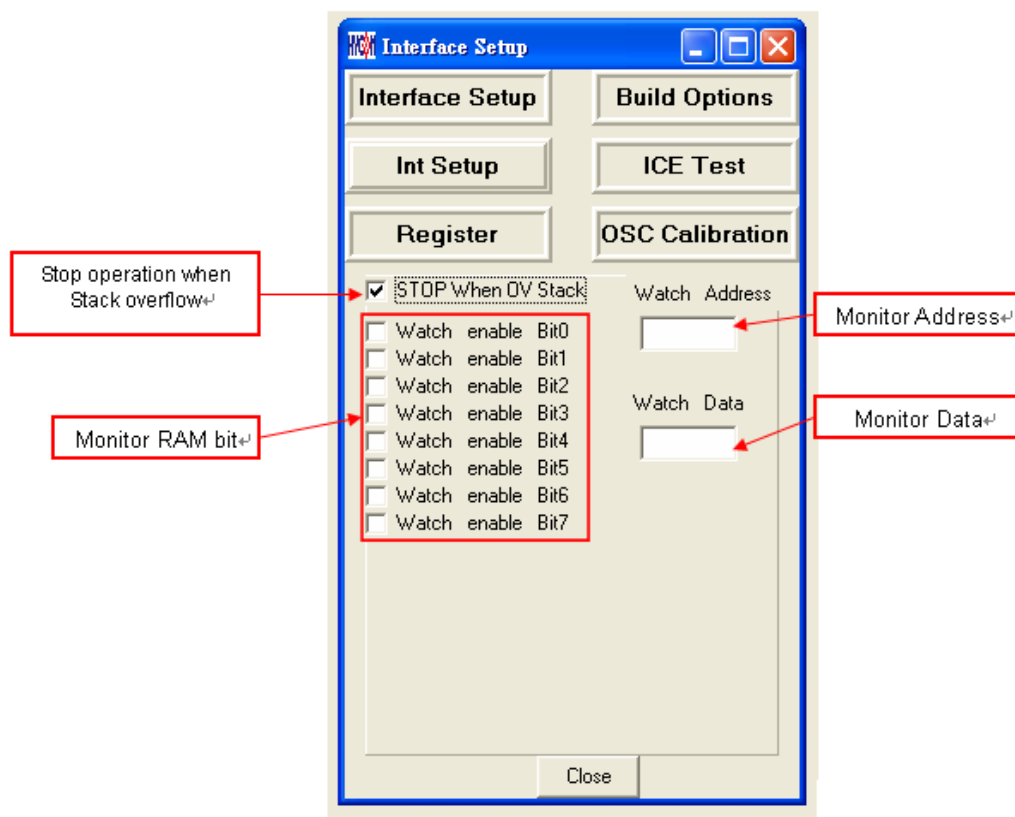 Interface Setup
Interface Setup
Build Options
Int Setup
ICE Test
Register
OSC Calibration
Stop operation when
Stack overflow↵
STOP When OV Stack
Watch Address
Monitor Address↵
Watch enable Bit0
Watch enable Bit1
Watch enable Bit2
Watch enable Bit3
Watch enable Bit4
Watch enable Bit5
Watch enable Bit6
Watch enable Bit7
Monitor RAM bit↵
Watch Data
Monitor Data↵
Close